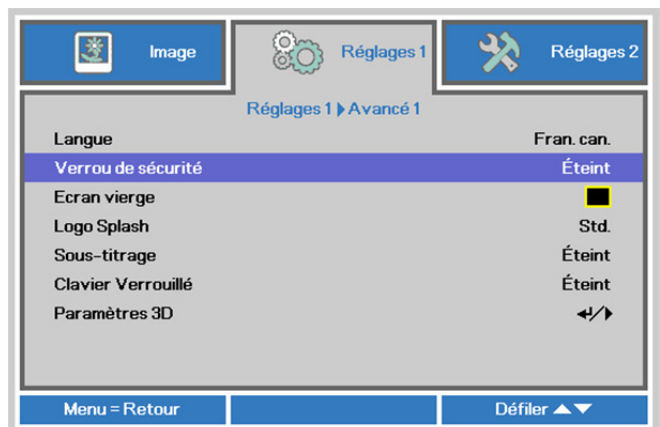 Image
Réglages 1
Réglages 2
Réglages 1 ▶ Avancé 1
Langue Fran. can.
Verrou de sécurité Éteint
Ecran vierge
Logo Splash Std.
Sous-titrage Éteint
Clavier Verrouillé Éteint
Paramètres 3D ↵/▶
Menu = Retour
Défiler ▲▼